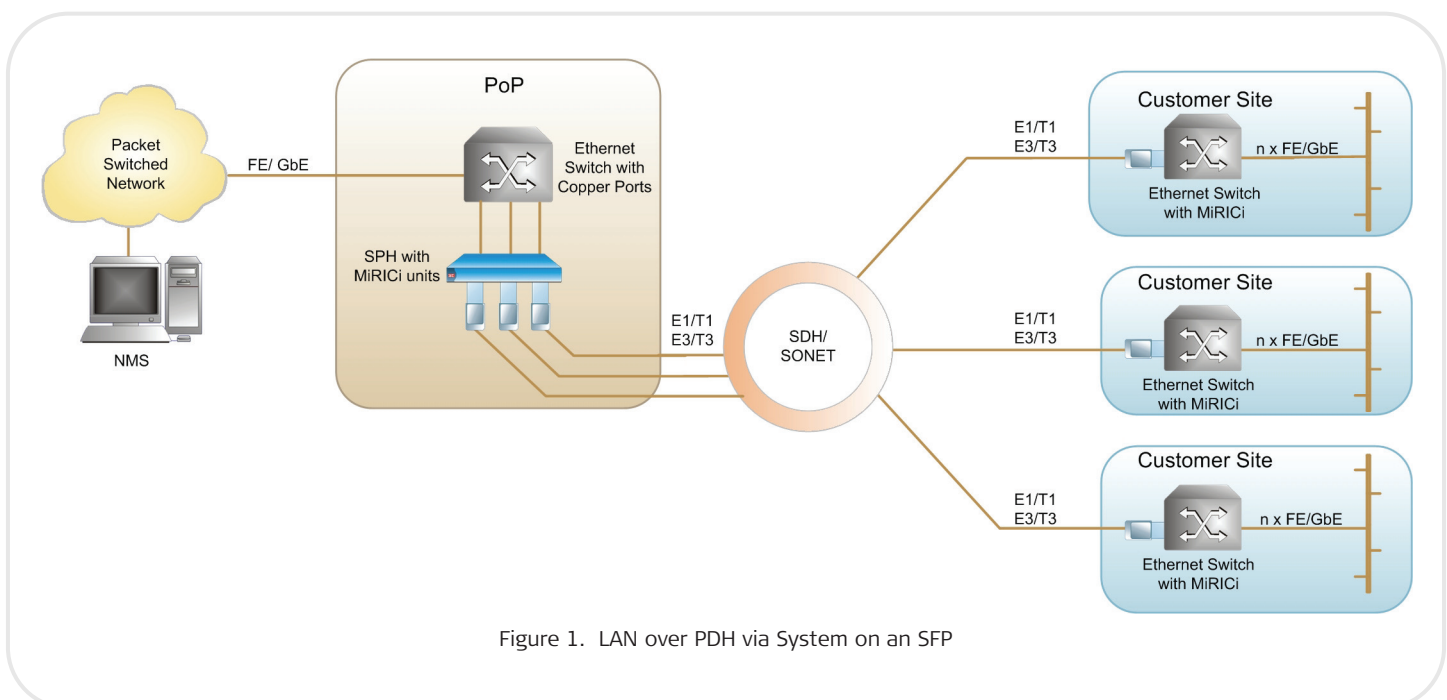 Packet
Switched
Network
FE/ GbE
NMS
PoP
Ethernet
Switch with
Copper Ports
SPH with
MiRICi units
E1/T1
E3/T3
SDH/
SONET
E1/T1
E3/T3
Customer Site
n x FE/GbE
Ethernet Switch
with MiRICi
E1/T1
E3/T3
Customer Site
n x FE/GbE
Ethernet Switch
with MiRICi
E1/T1
E3/T3
Customer Site
n x FE/GbE
Ethernet Switch
with MiRICi
Figure 1. LAN over PDH via System on an SFP